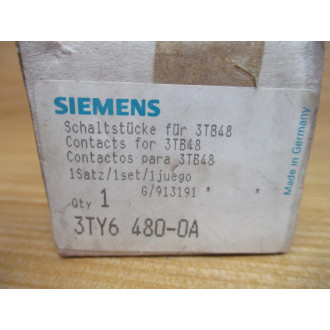 SIEMENS
Schaltstücke für 3TB48
Contacts for 3TB48
Contactos para 3TB48
1Satz/1set/1juego
G/913191 * *
Qty 1
3TY6 480-0A
Made in Germany